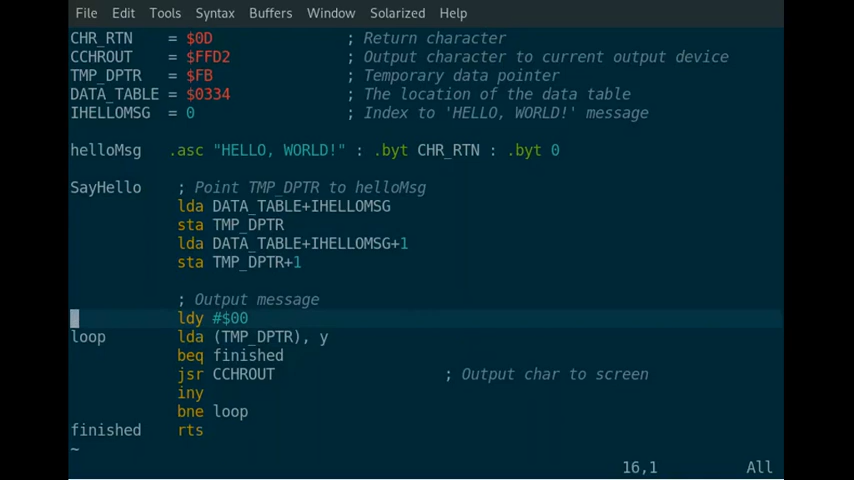 File Edit Tools Syntax Buffers Window Solarized Help
CHR_RTN = $0D ; Return character
CCHROUT = $FFD2 ; Output character to current output device
TMP_DPTR = $FB ; Temporary data pointer
DATA_TABLE = $0334 ; The location of the data table
IHELLOMSG = 0 ; Index to 'HELLO, WORLD!' message
helloMsg .asc "HELLO, WORLD!" : .byt CHR_RTN : .byt 0
SayHello ; Point TMP_DPTR to helloMsg
lda DATA_TABLE+IHELLOMSG
sta TMP_DPTR
lda DATA_TABLE+IHELLOMSG+1
sta TMP_DPTR+1
; Output message
ldy #$00
loop lda (TMP_DPTR), y
beq finished
jsr CCHROUT ; Output char to screen
iny
bne loop
finished rts
~
16,1 All